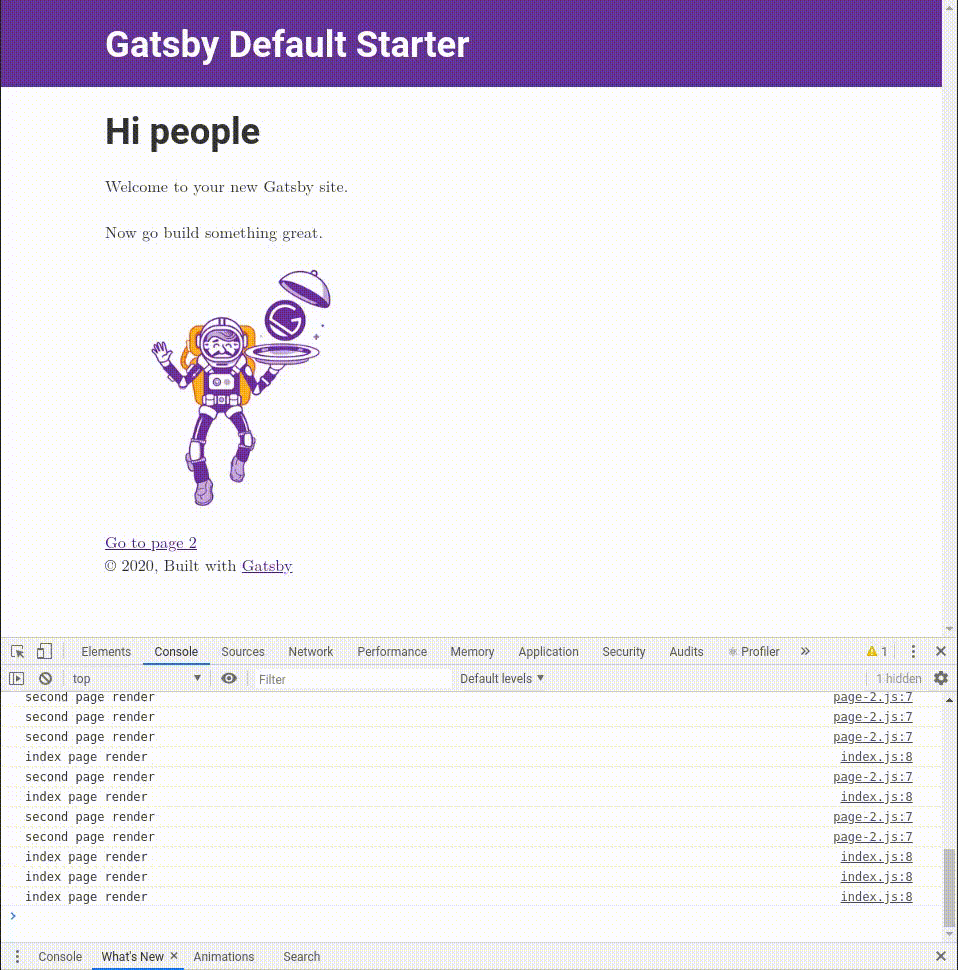 Gatsby Default Starter
Hi people
Welcome to your new Gatsby site.
Now go build something great.
G
Go to page 2
© 2020, Built with Gatsby
Elements Console Sources Network Performance Memory Application Security Audits Profiler 1
top Filter Default levels 1 hidden
second page render page-2.js:7
second page render page-2.js:7
second page render page-2.js:7
index page render index.js:8
second page render page-2.js:7
index page render index.js:8
second page render page-2.js:7
second page render page-2.js:7
index page render index.js:8
index page render index.js:8
index page render index.js:8
Console What's New Animations Search